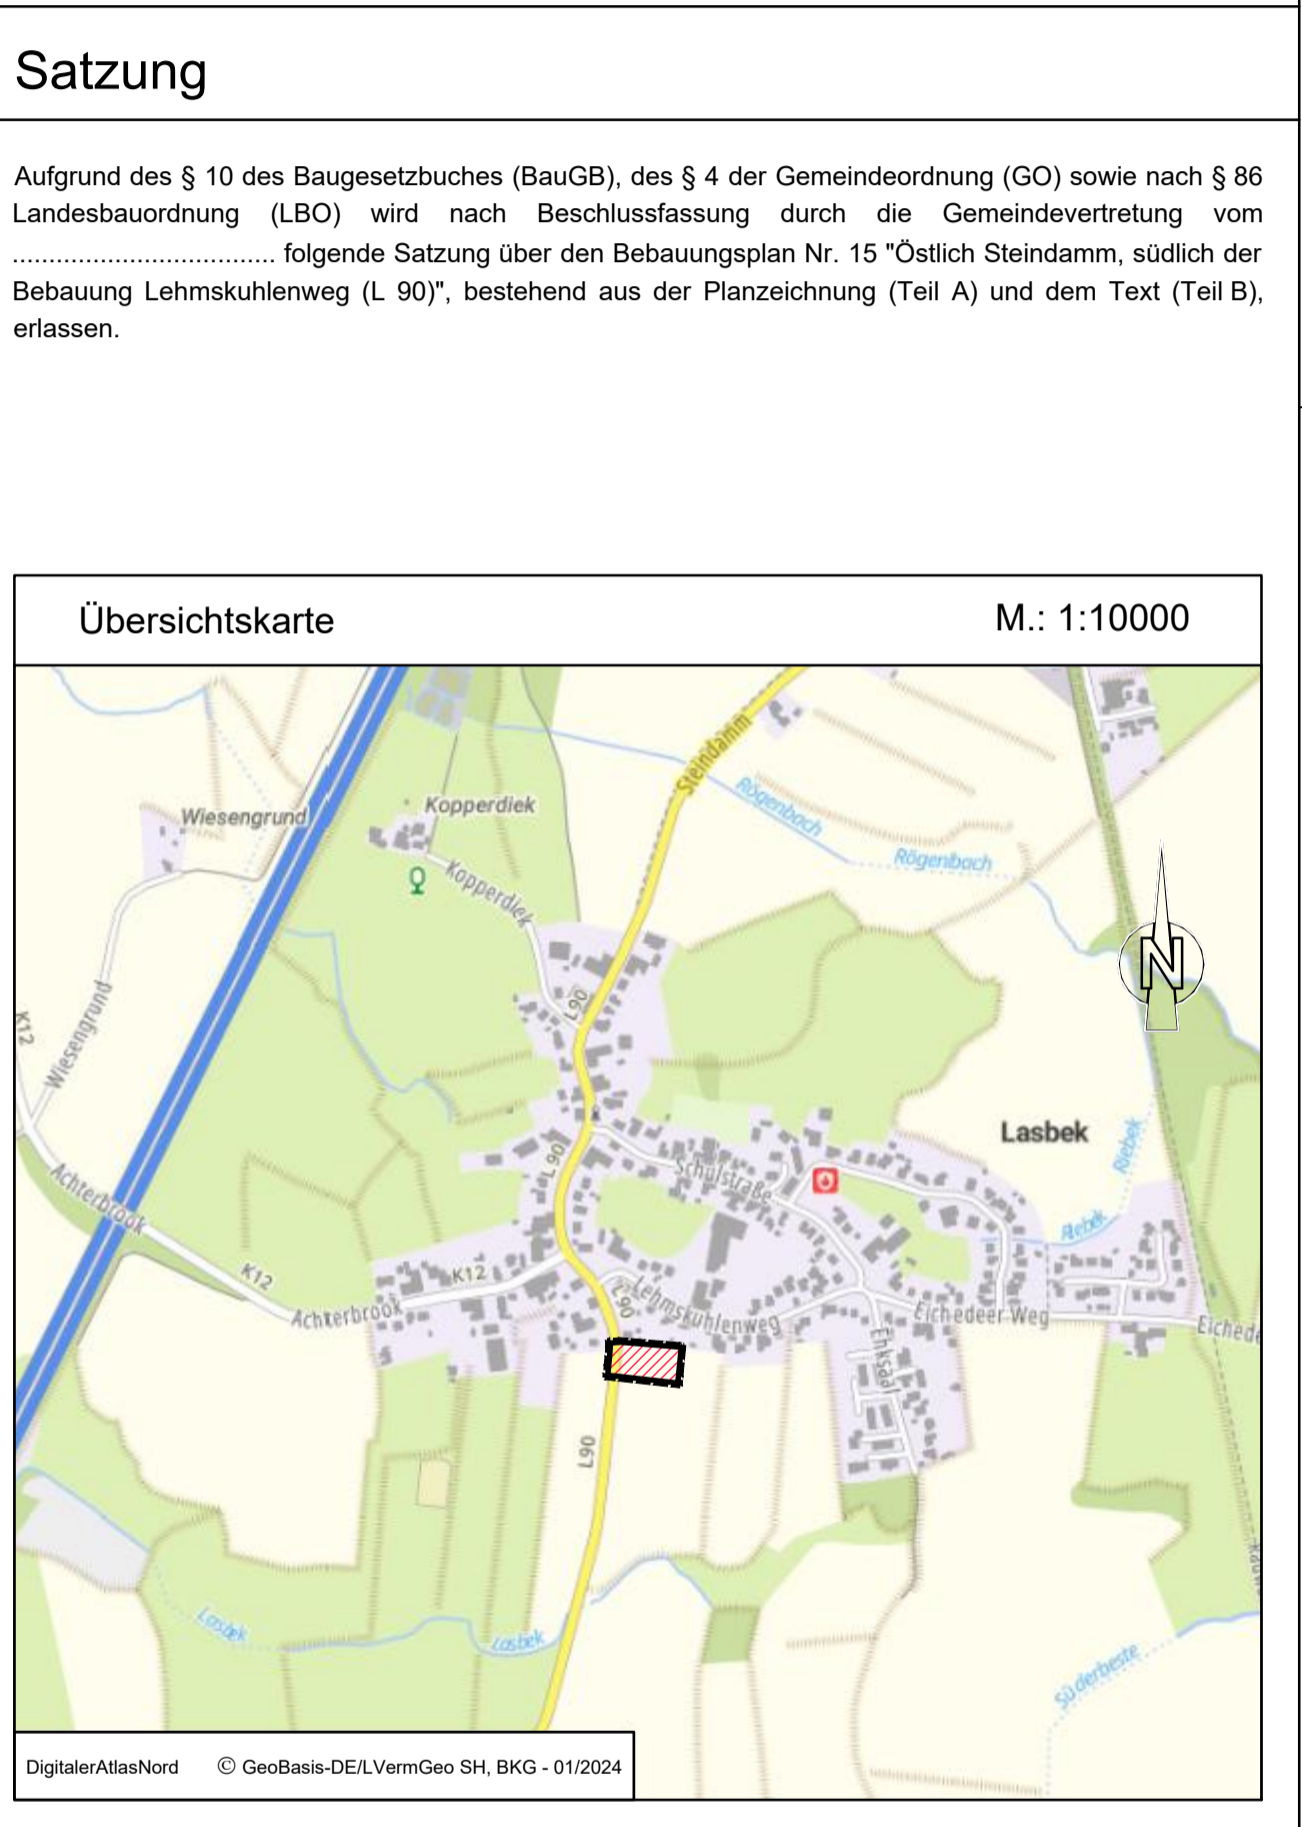 Satzung
Aufgrund des § 10 des Baugesetzbuches (BauGB), des § 4 der Gemeindeordnung (GO) sowie nach § 86
Landesbauordnung (LBO) wird nach Beschlussfassung durch die Gemeindevertretung vom
.................................... folgende Satzung über den Bebauungsplan Nr. 15 "Östlich Steindamm, südlich der
Bebauung Lehmskuhlenweg (L 90)", bestehend aus der Planzeichnung (Teil A) und dem Text (Teil B),
erlassen.
Übersichtskarte
M.: 1:10000
Steindamm
Wiesengrund
Kopperdiek
Rögenbach
Rögenbach
Kopperdiek
N
K12
Wiesengrund
L90
Lasbek
Riebek
L 90
Schulstraße
Achterbrook
Riebek
K12
K12
Achterbrook
L90
Lehmskuhlenweg
Eichedeer Weg
Eichede
L90
Lasbek
Lasbek
Süderbeste
DigitalerAtlasNord
© GeoBasis-DE/LVermGeo SH, BKG - 01/2024